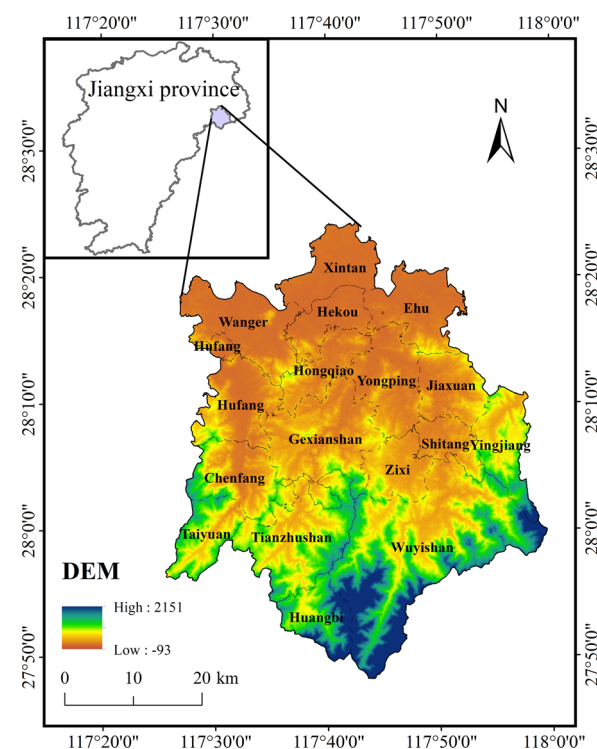 117°20'0" 117°30'0" 117°40'0" 117°50'0" 118°0'0"
Jiangxi province
N
28°30'0" 28°30'0"
Xintan
28°20'0" 28°20'0"
Wanger Hekou Ehu
Hufang
Hongqiao Yongping Jiaxuan
28°10'0" 28°10'0"
Hufang
Gexianshan Shitang Yingjiang
Chenfang Zixi
28°0'0" 28°0'0"
Taiyuan Tianzhushan Wuyishan
DEM
High : 2151
Huangbi
Low : -93
27°50'0" 27°50'0"
0 10 20 km
117°20'0" 117°30'0" 117°40'0" 117°50'0" 118°0'0"